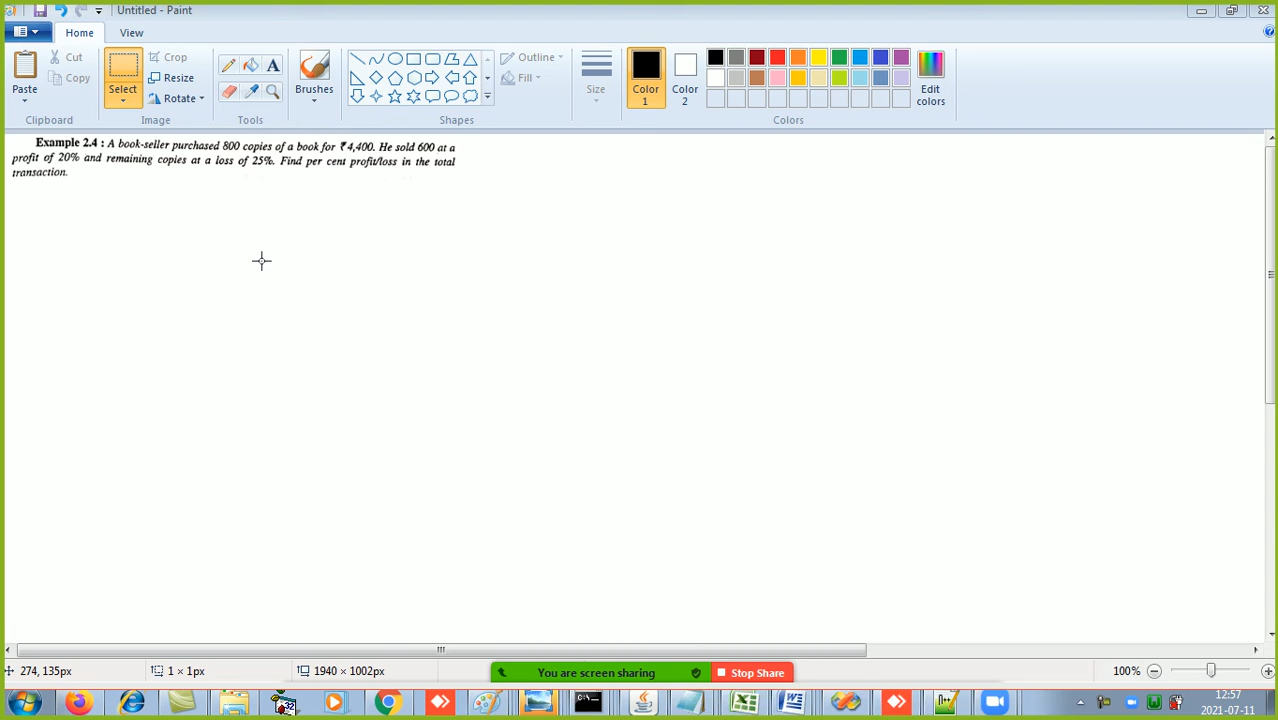 Untitled - Paint
Home
View
Paste
Cut
Copy
Clipboard
Select
Crop
Resize
Rotate
Image
Tools
Brushes
Outline
Fill
Shapes
Size
Color
1
Color
2
Edit
colors
Colors
Example 2.4 : A book-seller purchased 800 copies of a book for ₹4,400. He sold 600 at a
profit of 20% and remaining copies at a loss of 25%. Find per cent profit/loss in the total
transaction.
274, 135px
1 × 1px
1940 × 1002px
You are screen sharing
Stop Share
100%
32
C:\
12:57
2021-07-11